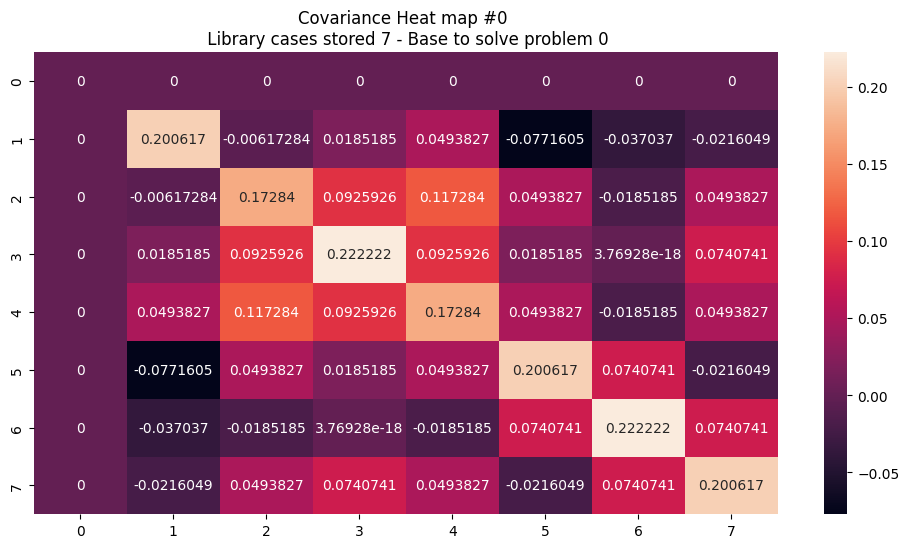 Covariance Heat map #0
Library cases stored 7 - Base to solve problem 0
0 0 0 0 0 0 0 0 0
1 0 0.200617 -0.00617284 0.0185185 0.0493827 -0.0771605 -0.037037 -0.0216049
2 0 -0.00617284 0.17284 0.0925926 0.117284 0.0493827 -0.0185185 0.0493827
3 0 0.0185185 0.0925926 0.222222 0.0925926 0.0185185 3.76928e-18 0.0740741
4 0 0.0493827 0.117284 0.0925926 0.17284 0.0493827 -0.0185185 0.0493827
5 0 -0.0771605 0.0493827 0.0185185 0.0493827 0.200617 0.0740741 -0.0216049
6 0 -0.037037 -0.0185185 3.76928e-18 -0.0185185 0.0740741 0.222222 0.0740741
7 0 -0.0216049 0.0493827 0.0740741 0.0493827 -0.0216049 0.0740741 0.200617
0 1 2 3 4 5 6 7
0.20
0.15
0.10
0.05
0.00
−0.05